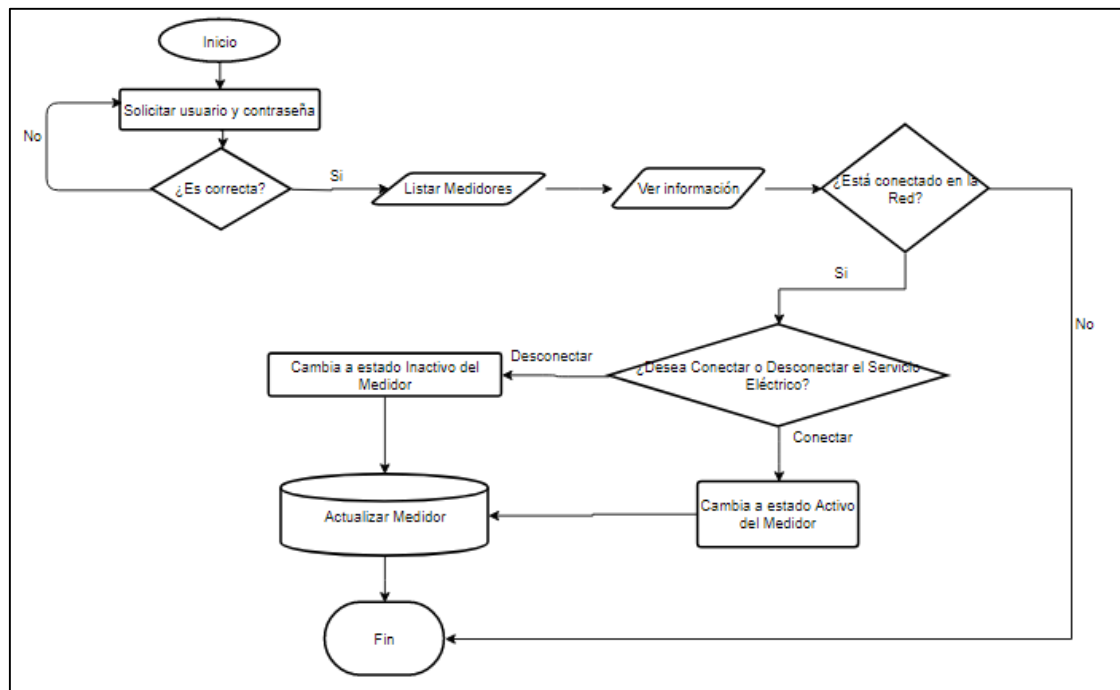 Inicio
Solicitar usuario y contraseña
No
¿Es correcta?
Si
Listar Medidores
Ver información
¿Está conectado en la
Red?
Si
No
¿Desea Conectar o Desconectar el Servicio
Eléctrico?
Desconectar
Cambia a estado Inactivo del
Medidor
Conectar
Cambia a estado Activo
del Medidor
Actualizar Medidor
Fin